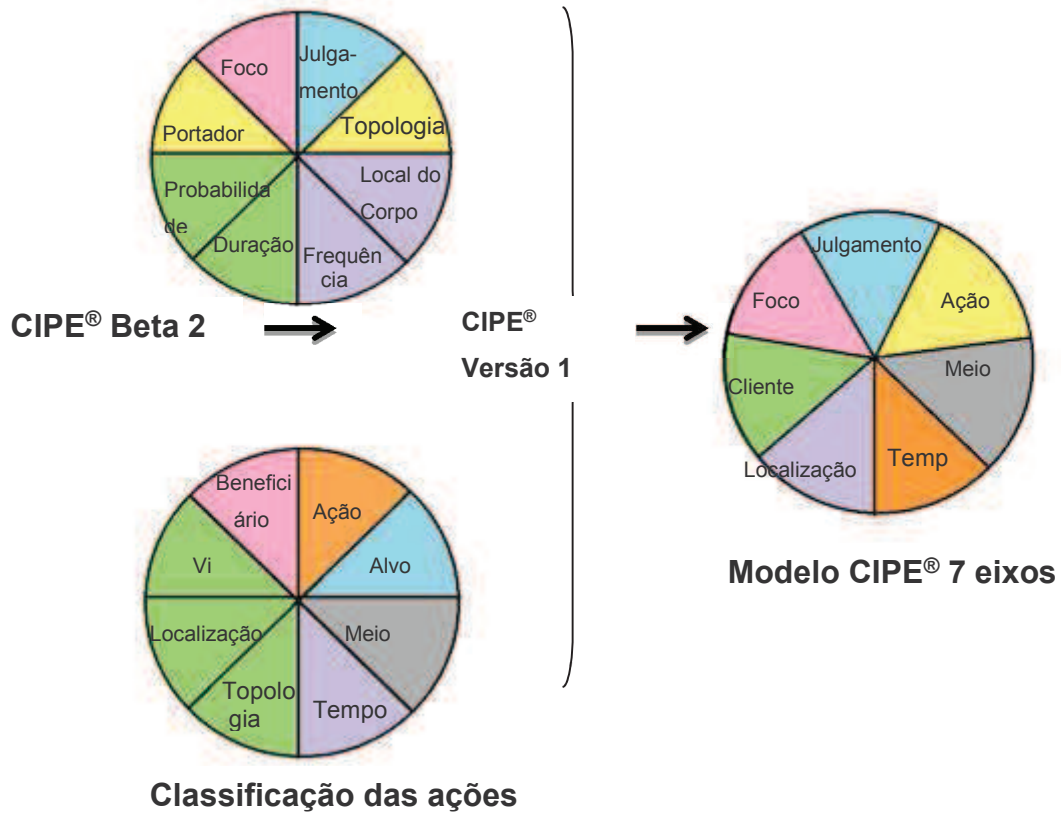 Foco
Julga-
mento
Portador
Topologia
Probabilida
de
Local do
Corpo
Duração
Frequên
cia
CIPE® Beta 2
CIPE®
Versão 1
Julgamento
Foco
Ação
Cliente
Meio
Localização
Temp
Modelo CIPE® 7 eixos
Benefici
ário
Ação
Vi
Alvo
Localização
Meio
Topolo
gia
Tempo
Classificação das ações